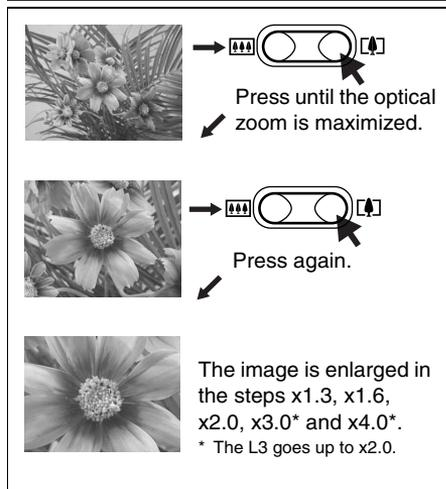 Press until the optical
zoom is maximized.
Press again.
The image is enlarged in
the steps x1.3, x1.6,
x2.0, x3.0* and x4.0*.
* The L3 goes up to x2.0.